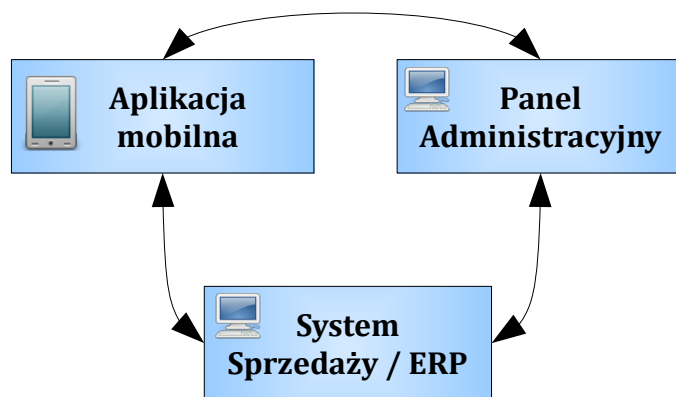 Aplikacja
mobilna
Panel
Administracyjny
System
Sprzedaży / ERP